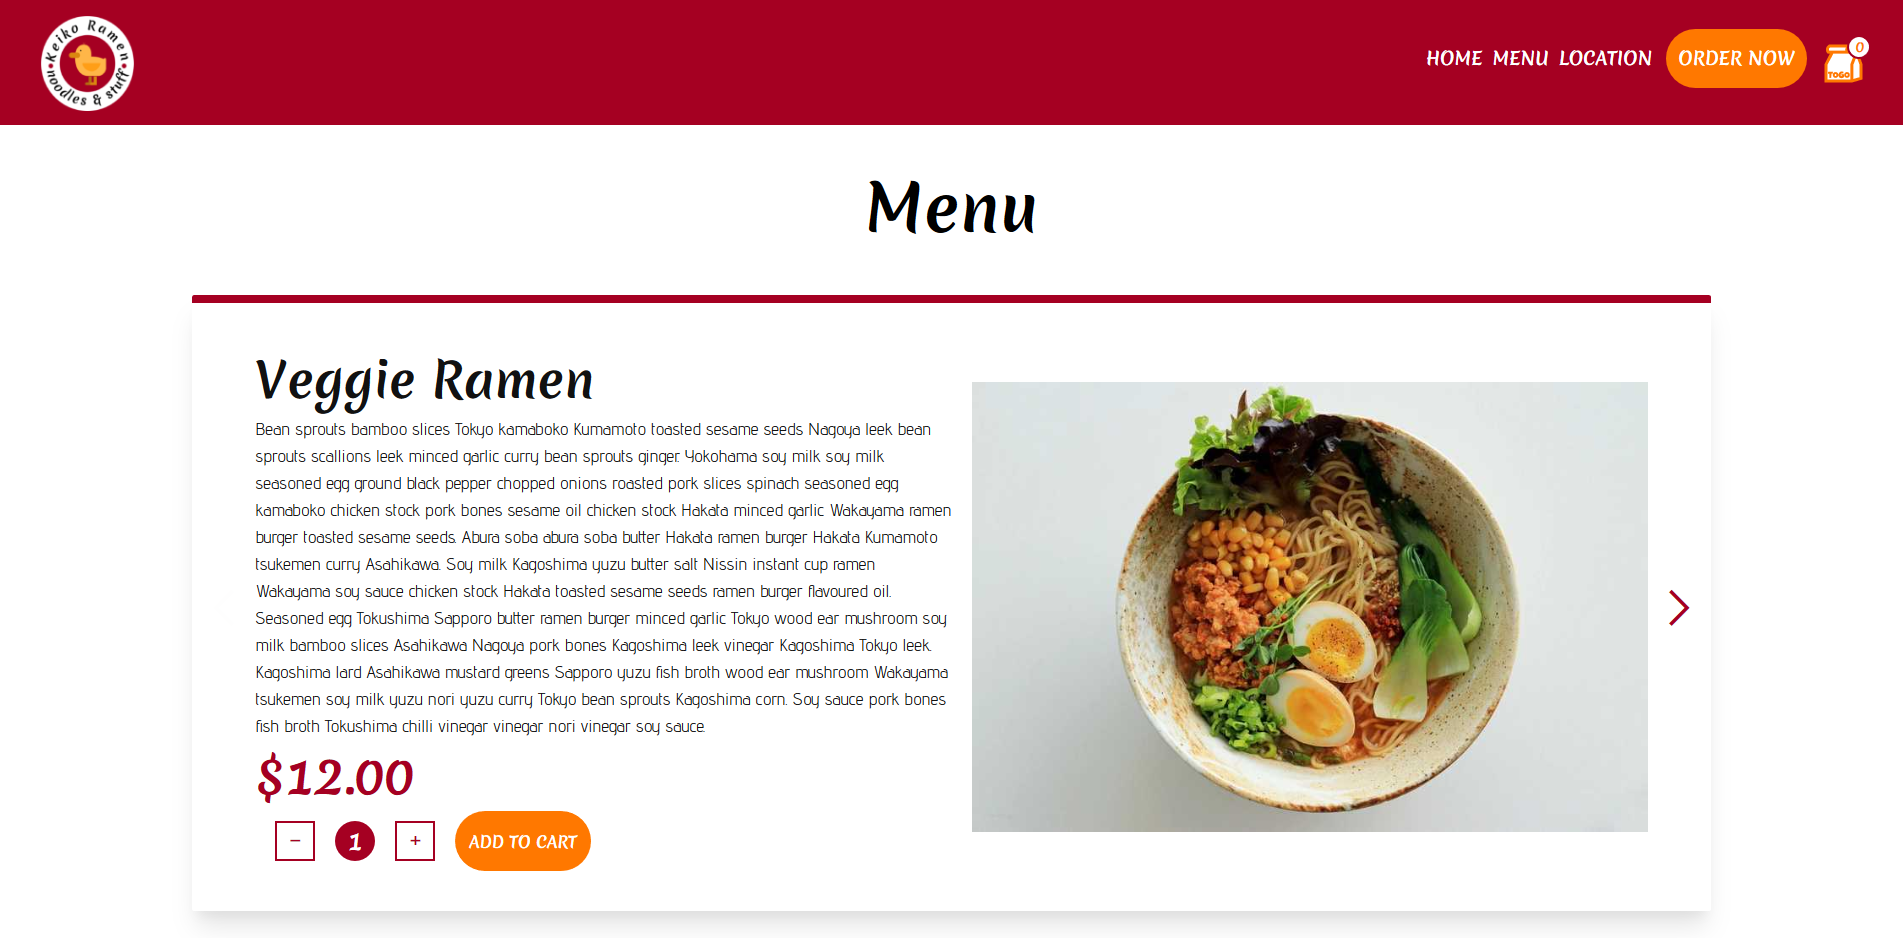 Keiko Ramen
noodles & stuff
HOME MENU LOCATION ORDER NOW
0
TOGO
Menu
Veggie Ramen
Bean sprouts bamboo slices Tokyo kamaboko Kumamoto toasted sesame seeds Nagoya leek bean
sprouts scallions leek minced garlic curry bean sprouts ginger. Yokohama soy milk soy milk
seasoned egg ground black pepper chopped onions roasted pork slices spinach seasoned egg
kamaboko chicken stock pork bones sesame oil chicken stock Hakata minced garlic. Wakayama ramen
burger toasted sesame seeds. Abura soba abura soba butter Hakata ramen burger Hakata Kumamoto
tsukemen curry Asahikawa. Soy milk Kagoshima yuzu butter salt Nissin instant cup ramen
Wakayama soy sauce chicken stock Hakata toasted sesame seeds ramen burger flavoured oil.
Seasoned egg Tokushima Sapporo butter ramen burger minced garlic Tokyo wood ear mushroom soy
milk bamboo slices Asahikawa Nagoya pork bones Kagoshima leek vinegar Kagoshima Tokyo leek.
Kagoshima lard Asahikawa mustard greens Sapporo yuzu fish broth wood ear mushroom Wakayama
tsukemen soy milk yuzu nori yuzu curry Tokyo bean sprouts Kagoshima corn. Soy sauce pork bones
fish broth Tokushima chilli vinegar vinegar nori vinegar soy sauce.
$12.00
− 1 + ADD TO CART